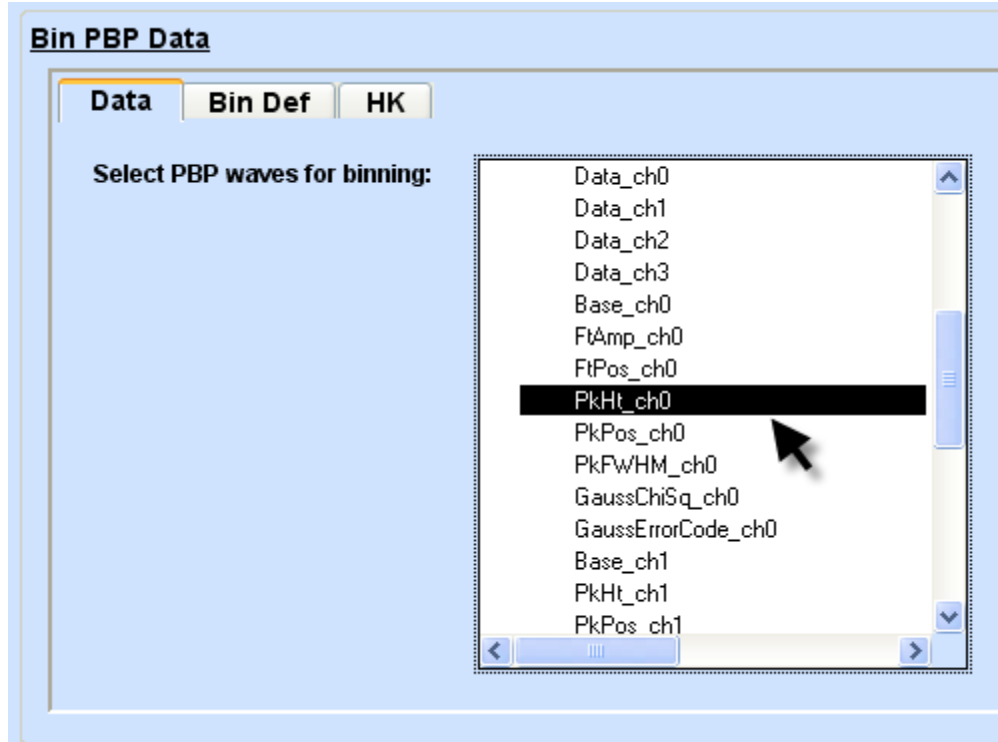 Bin PBP Data
Data Bin Def HK
Select PBP waves for binning:
Data_ch0
Data_ch1
Data_ch2
Data_ch3
Base_ch0
FtAmp_ch0
FtPos_ch0
PkHt_ch0
PkPos_ch0
PkFWHM_ch0
GaussChiSq_ch0
GaussErrorCode_ch0
Base_ch1
PkHt_ch1
PkPos_ch1